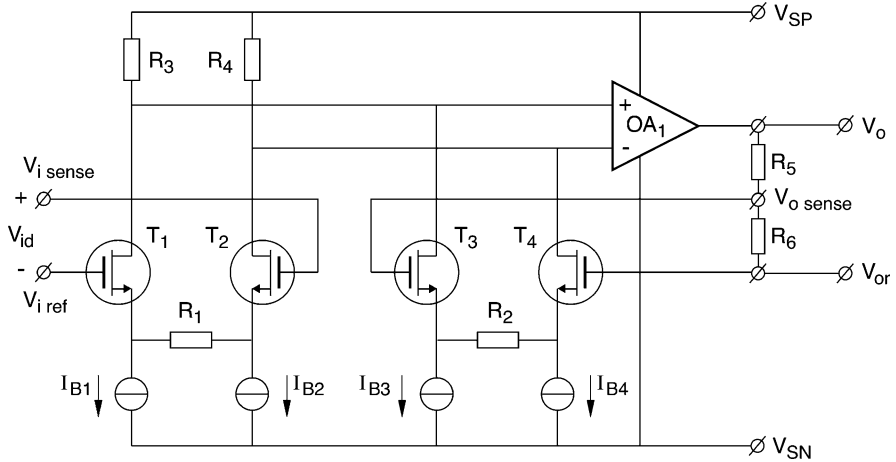 V_SP
R_3
R_4
+
OA_1
-
V_o
V_i sense
+
R_5
V_o sense
V_id
T_1
T_2
T_3
T_4
R_6
-
V_i ref
V_or
R_1
R_2
I_B1
I_B2
I_B3
I_B4
V_SN